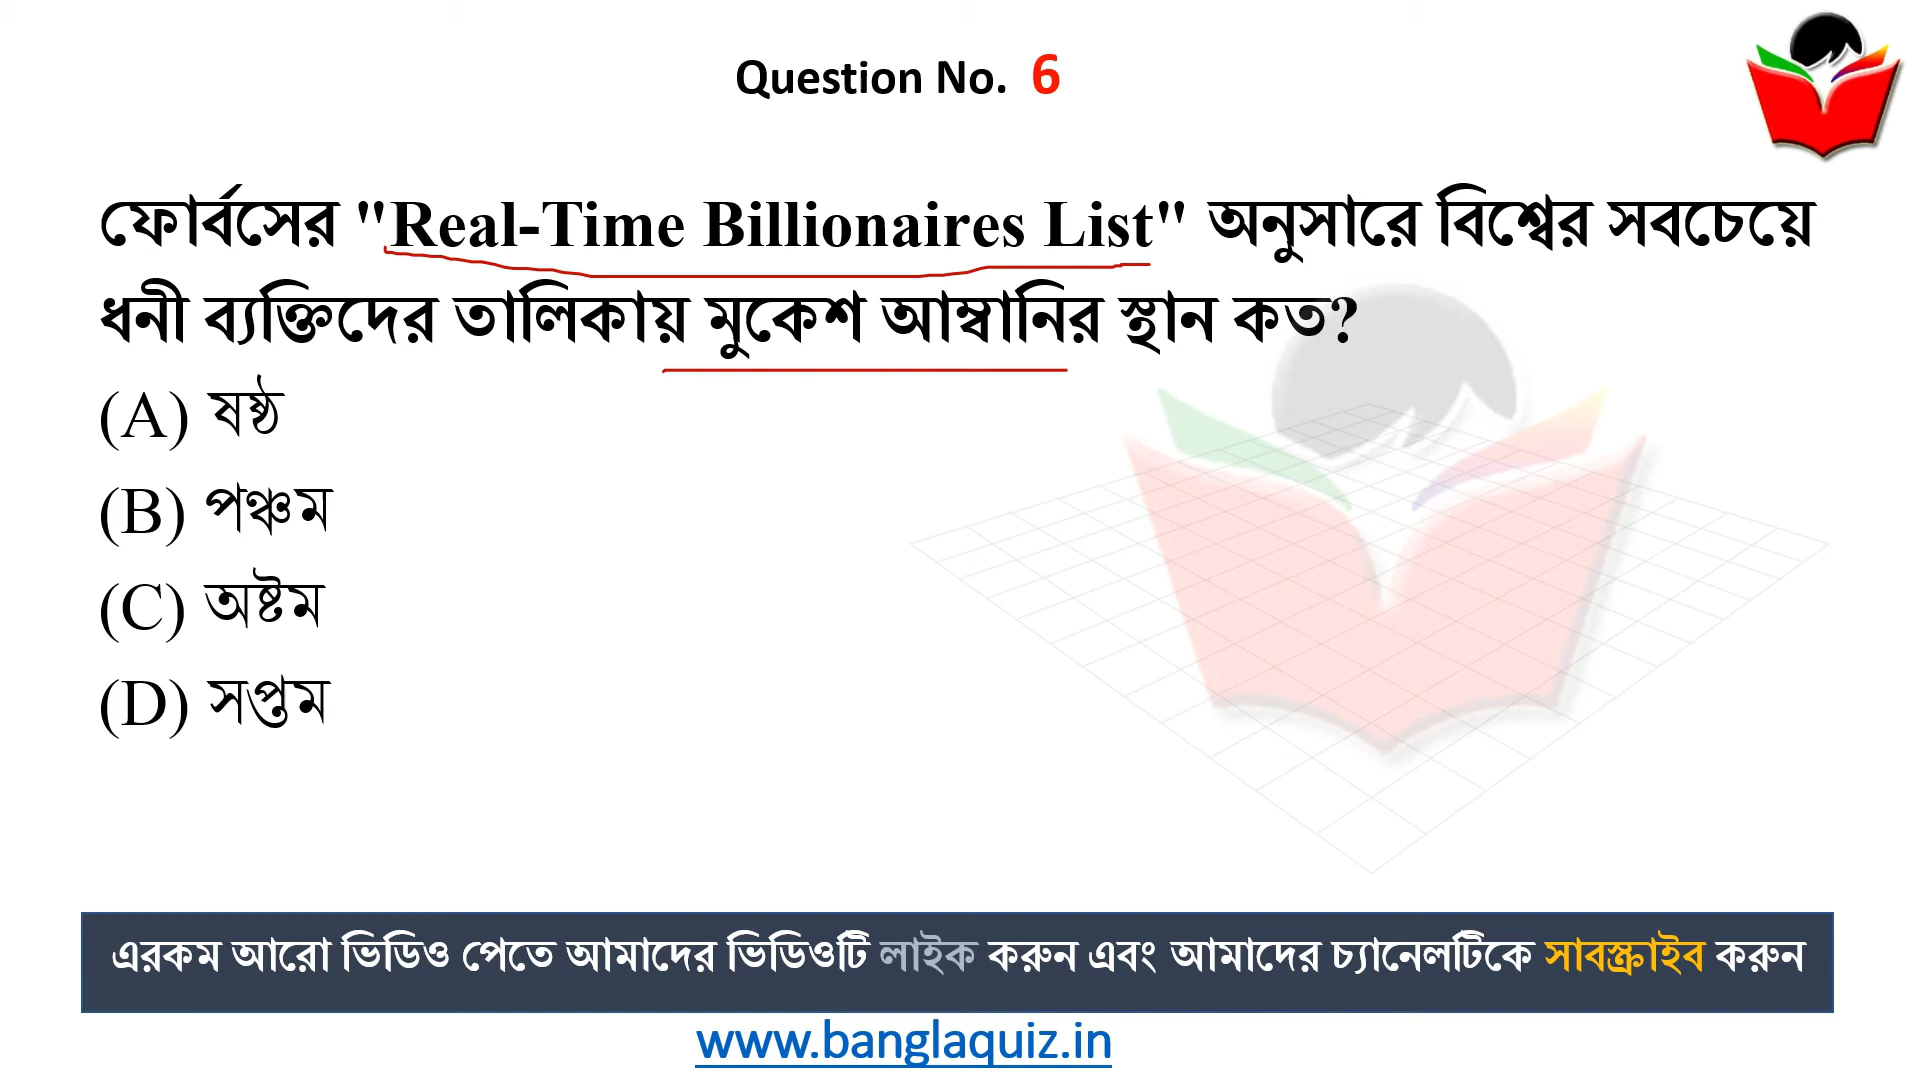 Question No. 6
ফোর্বসের "Real-Time Billionaires List" অনুসারে বিশ্বের সবচেয়ে
ধনী ব্যক্তিদের তালিকায় মুকেশ আম্বানির স্থান কত?
(A) ষষ্ঠ
(B) পঞ্চম
(C) অষ্টম
(D) সপ্তম
এরকম আরো ভিডিও পেতে আমাদের ভিডিওটি লাইক করুন এবং আমাদের চ্যানেলটিকে সাবস্ক্রাইব করুন
www.banglaquiz.in